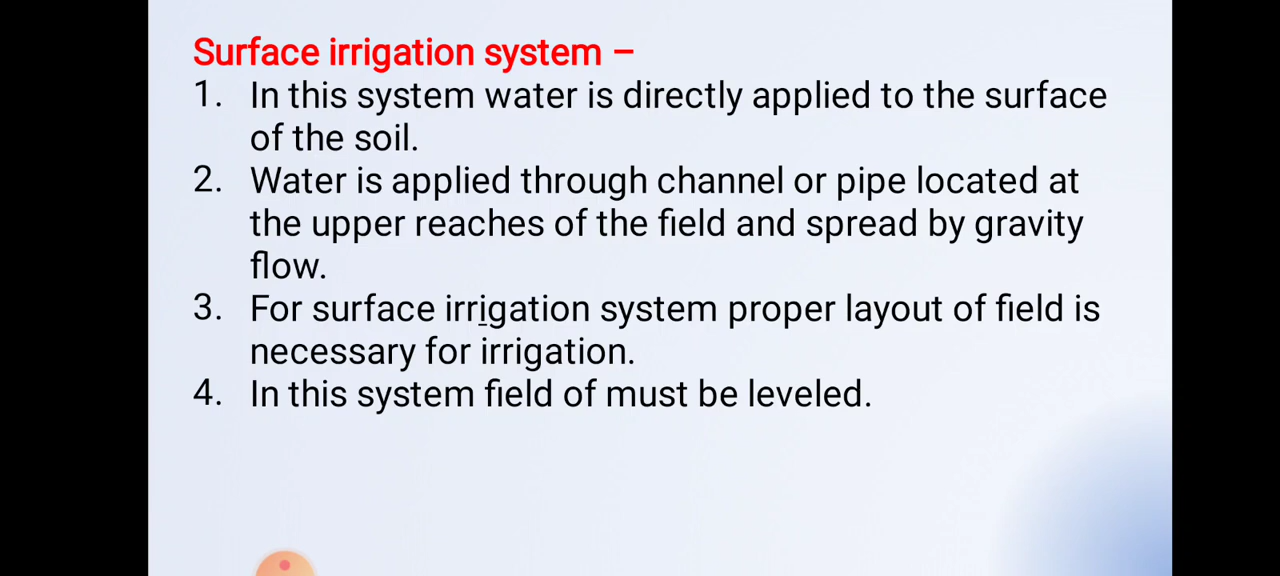 Surface irrigation system –
1. In this system water is directly applied to the surface
of the soil.
2. Water is applied through channel or pipe located at
the upper reaches of the field and spread by gravity
flow.
3. For surface irrigation system proper layout of field is
necessary for irrigation.
4. In this system field of must be leveled.